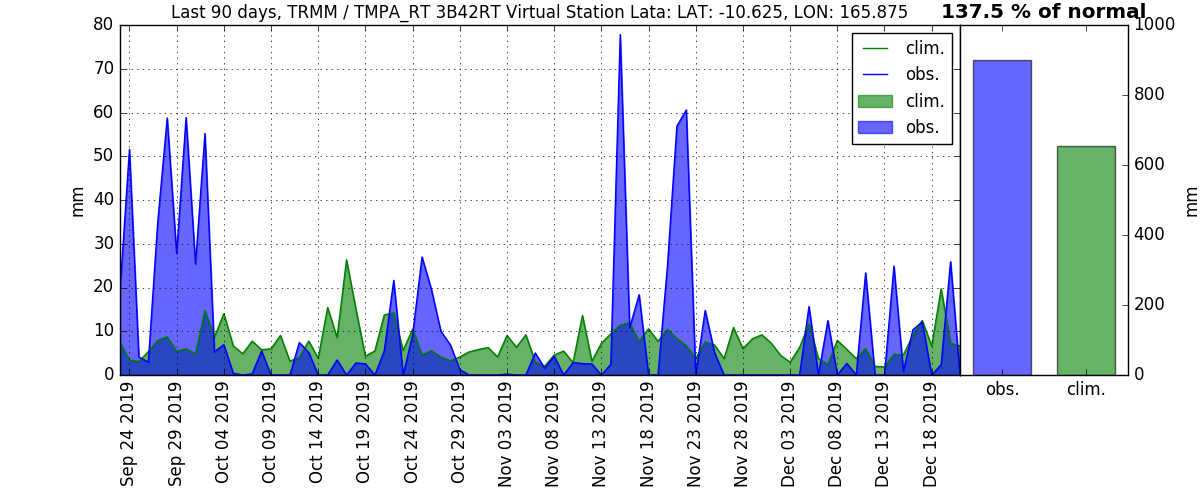 Last 90 days, TRMM / TMPA_RT 3B42RT Virtual Station Lata: LAT: -10.625, LON: 165.875
137.5 % of normal
80
70
60
50
40
30
20
10
0
mm
clim.
obs.
clim.
obs.
Sep 24 2019
Sep 29 2019
Oct 04 2019
Oct 09 2019
Oct 14 2019
Oct 19 2019
Oct 24 2019
Oct 29 2019
Nov 03 2019
Nov 08 2019
Nov 13 2019
Nov 18 2019
Nov 23 2019
Nov 28 2019
Dec 03 2019
Dec 08 2019
Dec 13 2019
Dec 18 2019
1000
800
600
400
200
0
mm
obs.
clim.